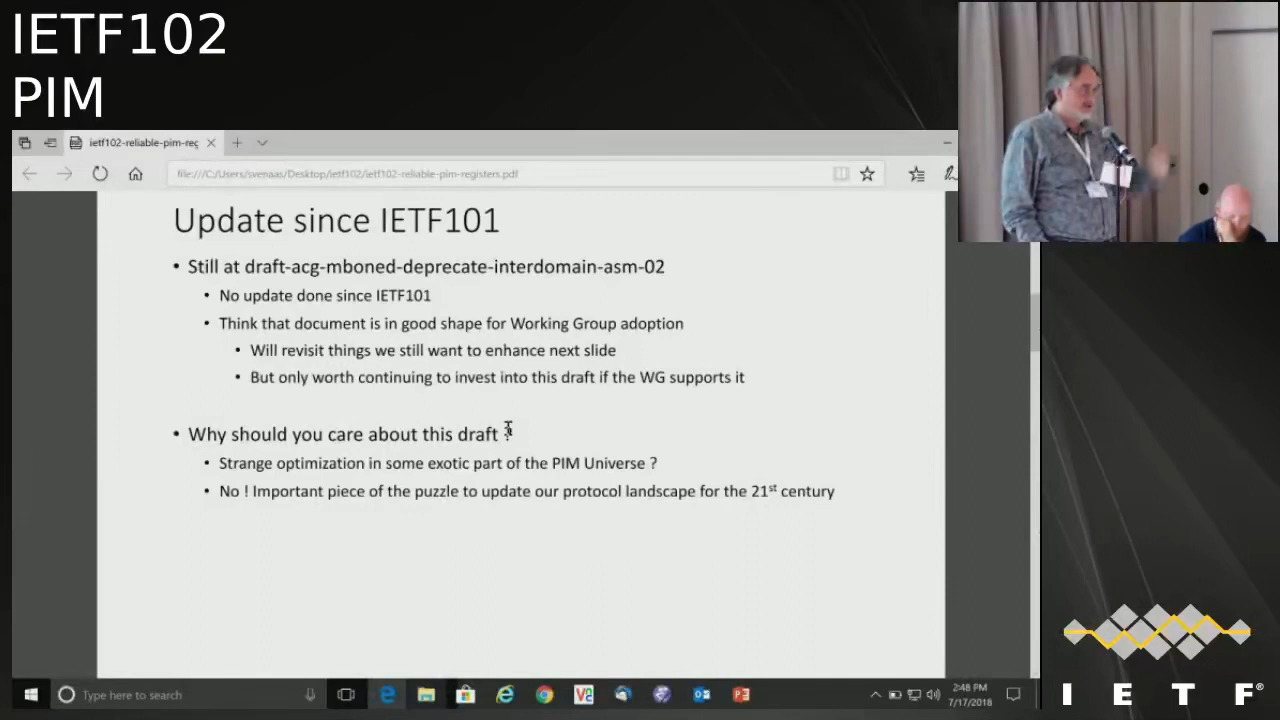 IETF102
PIM
ietf102-reliable-pim-reg
file:///C:/Users/svenaas/Desktop/ietf102/ietf102-reliable-pim-registers.pdf
Update since IETF101
• Still at draft-acg-mboned-deprecate-interdomain-asm-02
• No update done since IETF101
• Think that document is in good shape for Working Group adoption
• Will revisit things we still want to enhance next slide
• But only worth continuing to invest into this draft if the WG supports it
• Why should you care about this draft ?
• Strange optimization in some exotic part of the PIM Universe ?
• No ! Important piece of the puzzle to update our protocol landscape for the 21st century
Type here to search
2:48 PM
7/17/2018
I E T F®